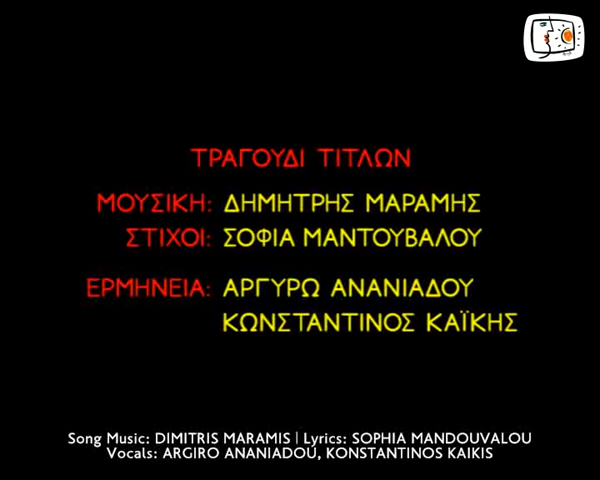 ΤΡΑΓΟΥΔΙ ΤΙΤΛΩΝ
ΜΟΥΣΙΚΗ: ΔΗΜΗΤΡΗΣ ΜΑΡΑΜΗΣ
ΣΤΙΧΟΙ: ΣΟΦΙΑ ΜΑΝΤΟΥΒΑΛΟΥ
ΕΡΜΗΝΕΙΑ: ΑΡΓΥΡΩ ΑΝΑΝΙΑΔΟΥ
ΚΩΝΣΤΑΝΤΙΝΟΣ ΚΑΪΚΗΣ
Song Music: DIMITRIS MARAMIS | Lyrics: SOPHIA MANDOUVALOU
Vocals: ARGIRO ANANIADOU, KONSTANTINOS KAIKIS